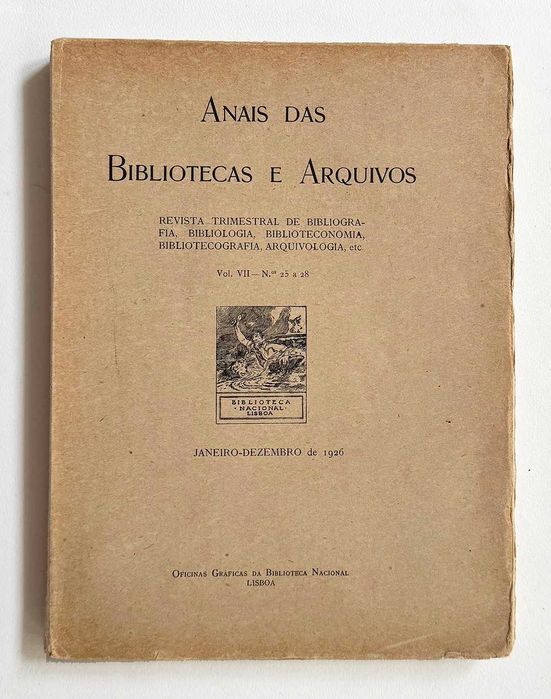 ANAIS DAS
BIBLIOTECAS E ARQUIVOS
REVISTA TRIMESTRAL DE BIBLIOGRA-
FIA, BIBLIOLOGIA, BIBLIOTECONOMIA,
BIBLIOTECOGRAFIA, ARQUIVOLOGIA, etc
Vol. VII — N.os 25 a 28
BIBLIOTECA
· NACIONAL ·
LISBOA
JANEIRO-DEZEMBRO de 1926
OFICINAS GRÁFICAS DA BIBLIOTECA NACIONAL
LISBOA